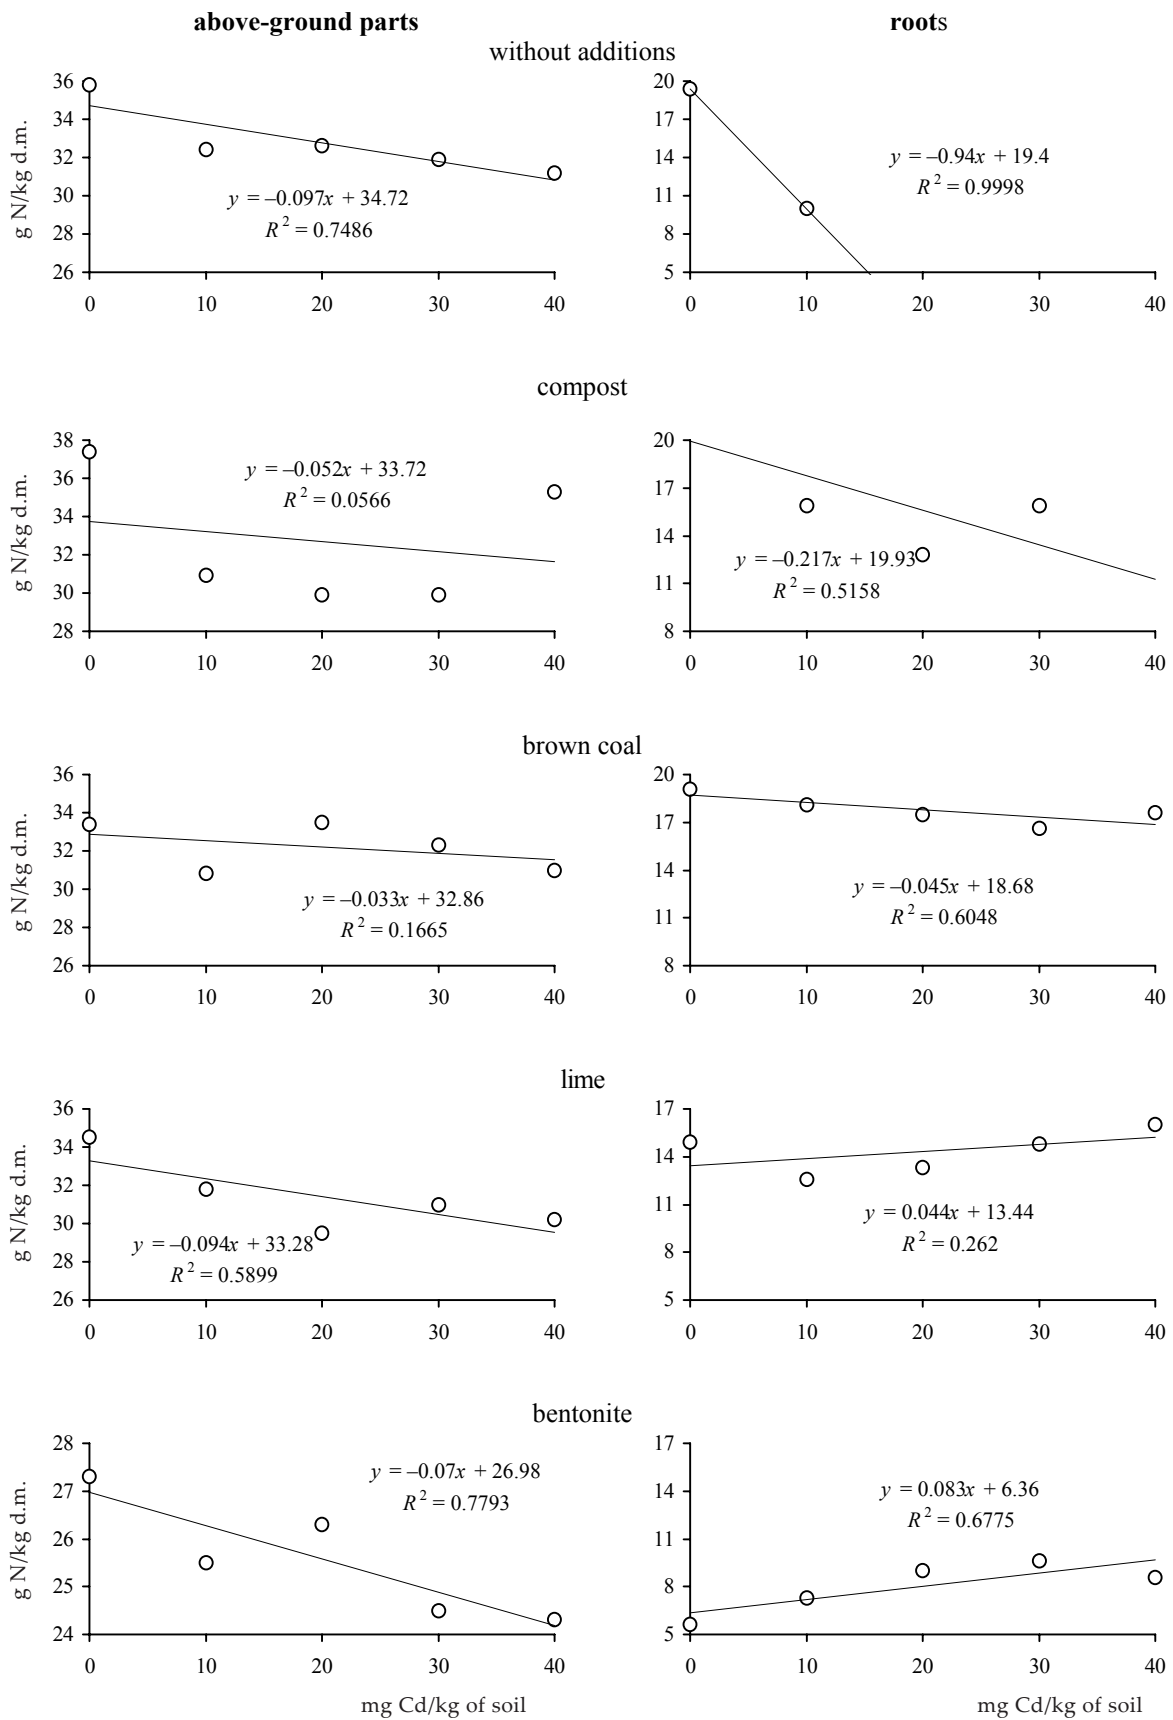 above-ground parts
roots
without additions
g N/kg d.m.
36
34
32
30
28
26
0 10 20 30 40
y = –0.097x + 34.72
R² = 0.7486
20
17
14
11
8
5
0 10 20 30 40
y = –0.94x + 19.4
R² = 0.9998
compost
g N/kg d.m.
38
36
34
32
30
28
0 10 20 30 40
y = –0.052x + 33.72
R² = 0.0566
20
17
14
11
8
0 10 20 30 40
y = –0.217x + 19.93
R² = 0.5158
brown coal
g N/kg d.m.
36
34
32
30
28
26
0 10 20 30 40
y = –0.033x + 32.86
R² = 0.1665
20
17
14
11
8
0 10 20 30 40
y = –0.045x + 18.68
R² = 0.6048
lime
g N/kg d.m.
36
34
32
30
28
26
0 10 20 30 40
y = –0.094x + 33.28
R² = 0.5899
17
14
11
8
5
0 10 20 30 40
y = 0.044x + 13.44
R² = 0.262
bentonite
g N/kg d.m.
28
27
26
25
24
0 10 20 30 40
y = –0.07x + 26.98
R² = 0.7793
mg Cd/kg of soil
17
14
11
8
5
0 10 20 30 40
y = 0.083x + 6.36
R² = 0.6775
mg Cd/kg of soil